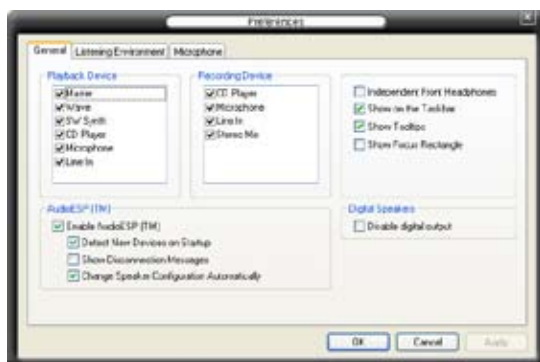 Preferences
General
Listening Environment
Microphone
Playback Device
Master
Wave
SW Synth
CD Player
Microphone
Line In
Recording Device
CD Player
Microphone
Line In
Stereo Mix
Independent Front Headphones
Show on the Taskbar
Show Tooltips
Show Focus Rectangle
AudioESP (TM)
Enable AudioESP (TM)
Detect New Devices on Startup
Show Disconnection Messages
Change Speaker Configuration Automatically
Digital Speakers
Disable digital output
OK
Cancel
Apply